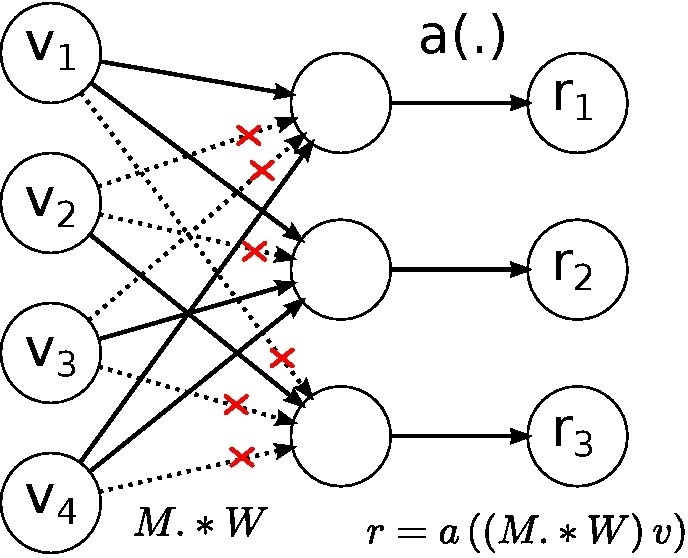 a(.)
v₁
r₁
v₂
r₂
v₃
r₃
v₄
M. ∗ W
r = a ((M. ∗ W) v)